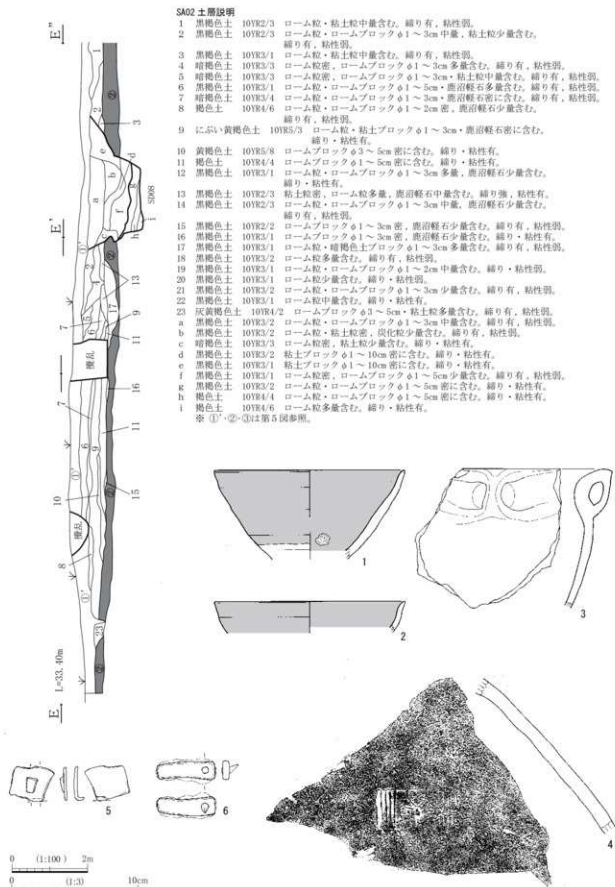 SA02 土層説明
1 黒褐色土 10YR2/3 ローム粒・粘土粒中量含む。締り有，粘性弱。
2 黒褐色土 10YR2/3 ローム粒・ロームブロックφ1～3cm中量，粘土粒少量含む。
締り有，粘性弱。
3 黒褐色土 10YR3/1 ローム粒・粘土粒中量含む。締り有，粘性弱。
4 暗褐色土 10YR3/3 ローム粒密，ロームブロックφ1～3cm多量含む。締り有，粘性弱。
5 暗褐色土 10YR3/3 ローム粒密，ロームブロックφ1～3cm・粘土粒中量含む。締り有，粘性弱。
6 黒褐色土 10YR3/1 ローム粒・ロームブロックφ1～5cm・鹿沼軽石多量含む。締り有，粘性弱。
7 暗褐色土 10YR3/4 ローム粒・ロームブロックφ1～3cm・鹿沼軽石密に含む。締り有，粘性弱。
8 褐色土 10YR4/6 ローム粒・ロームブロックφ1～2cm密，鹿沼軽石少量含む。
締り有，粘性弱。
9 にぶい黄褐色土 10YR5/3 ローム粒・粘土ブロックφ1～3cm・鹿沼軽石密に含む。
締り・粘性有。
10 黄褐色土 10YR5/8 ロームブロックφ3～5cm密に含む。締り・粘性有。
11 褐色土 10YR4/4 ロームブロックφ1～5cm密に含む。締り・粘性有。
12 黒褐色土 10YR3/1 ローム粒・ロームブロックφ1～3cm多量，鹿沼軽石少量含む。
締り・粘性有。
13 黒褐色土 10YR2/3 粘土粒密，ローム粒多量，鹿沼軽石中量含む。締り強，粘性有。
14 黒褐色土 10YR2/3 ローム粒・ロームブロックφ1～3cm中量，鹿沼軽石少量含む。
締り有，粘性弱。
15 黒褐色土 10YR2/2 ロームブロックφ1～3cm密，鹿沼軽石少量含む。締り有，粘性弱。
16 黒褐色土 10YR3/1 ロームブロックφ1～3cm密，鹿沼軽石少量含む。締り・粘性有。
17 黒褐色土 10YR3/1 ローム粒・暗褐色土ブロックφ1～3cm多量含む。締り有，粘性弱。
18 黒褐色土 10YR3/2 ローム粒多量含む。締り有，粘性弱。
19 黒褐色土 10YR3/1 ローム粒・ロームブロックφ1～2cm中量含む。締り・粘性有。
20 黒褐色土 10YR3/1 ローム粒少量含む。締り・粘性有。
21 黒褐色土 10YR3/2 ローム粒・ロームブロックφ1～3cm少量含む。締り・粘性有。
22 黒褐色土 10YR3/1 ローム粒中量含む。締り・粘性有。
23 灰黄褐色土 10YR4/2 ロームブロックφ3～5cm・粘土粒多量含む。締り有，粘性弱。
a 黒褐色土 10YR3/2 ローム粒・ロームブロックφ1～3cm中量含む。締り有，粘性弱。
b 黒褐色土 10YR3/2 ローム粒・粘土粒密，炭化粒少量含む。締り有，粘性弱。
c 暗褐色土 10YR3/3 ローム粒密，粘土粒少量含む。締り・粘性有。
d 黒褐色土 10YR3/2 粘土ブロックφ1～10cm密に含む。締り・粘性有。
e 黒褐色土 10YR3/1 粘土ブロックφ1～10cm密に含む。締り・粘性有。
f 黒褐色土 10YR3/1 ローム粒密，ロームブロックφ1～5cm少量含む。締り有，粘性弱。
g 黒褐色土 10YR3/2 ローム粒・ロームブロックφ1～5cm密に含む。締り・粘性有。
h 褐色土 10YR4/4 ローム粒・ロームブロックφ1～5cm密に含む。締り・粘性有。
i 褐色土 10YR4/6 ローム粒多量含む。締り・粘性有。
※ ①'・②・③は第5図参照。
E"
SD08
E'
攪乱
攪乱
L=33.40m
E
1
2
3
4
5
6
0 (1:100) 2m
0 (1:3) 10cm